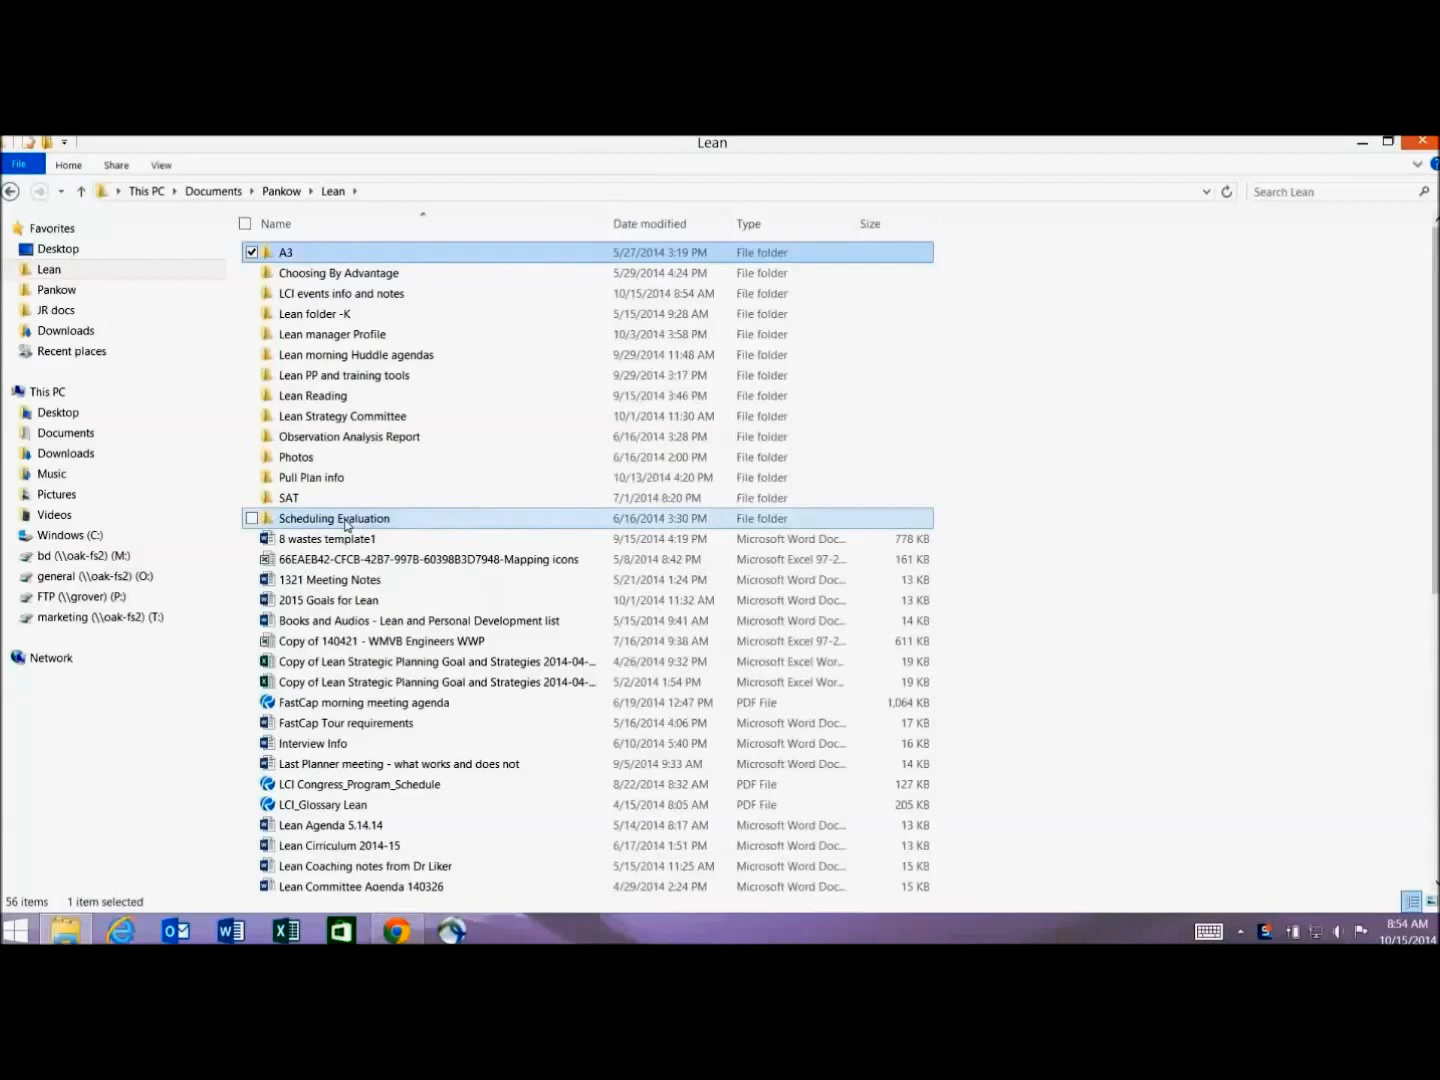 Lean
File Home Share View
This PC Documents Pankow Lean Search Lean
Name Date modified Type Size
Favorites
Desktop
Lean
Pankow
JR docs
Downloads
Recent places
This PC
Desktop
Documents
Downloads
Music
Pictures
Videos
Windows (C:)
bd (\\oak-fs2) (M:)
general (\\oak-fs2) (O:)
FTP (\\grover) (P:)
marketing (\\oak-fs2) (T:)
Network
A3 5/27/2014 3:19 PM File folder
Choosing By Advantage 5/29/2014 4:24 PM File folder
LCI events info and notes 10/15/2014 8:54 AM File folder
Lean folder -K 5/15/2014 9:28 AM File folder
Lean manager Profile 10/3/2014 3:58 PM File folder
Lean morning Huddle agendas 9/29/2014 11:48 AM File folder
Lean PP and training tools 9/29/2014 3:17 PM File folder
Lean Reading 9/15/2014 3:46 PM File folder
Lean Strategy Committee 10/1/2014 11:30 AM File folder
Observation Analysis Report 6/16/2014 3:28 PM File folder
Photos 6/16/2014 2:00 PM File folder
Pull Plan info 10/13/2014 4:20 PM File folder
SAT 7/1/2014 8:20 PM File folder
Scheduling Evaluation 6/16/2014 3:30 PM File folder
8 wastes template1 9/15/2014 4:19 PM Microsoft Word Doc... 778 KB
66EAEB42-CFCB-42B7-997B-60398B3D7948-Mapping icons 5/8/2014 8:42 PM Microsoft Excel 97-2... 161 KB
1321 Meeting Notes 5/21/2014 1:24 PM Microsoft Word Doc... 13 KB
2015 Goals for Lean 10/1/2014 11:32 AM Microsoft Word Doc... 13 KB
Books and Audios - Lean and Personal Development list 5/15/2014 9:41 AM Microsoft Word Doc... 14 KB
Copy of 140421 - WMVB Engineers WWP 7/16/2014 9:38 AM Microsoft Excel 97-2... 611 KB
Copy of Lean Strategic Planning Goal and Strategies 2014-04-... 4/26/2014 9:32 PM Microsoft Excel Wor... 19 KB
Copy of Lean Strategic Planning Goal and Strategies 2014-04-... 5/2/2014 1:54 PM Microsoft Excel Wor... 19 KB
FastCap morning meeting agenda 6/19/2014 12:47 PM PDF File 1,064 KB
FastCap Tour requirements 5/16/2014 4:06 PM Microsoft Word Doc... 17 KB
Interview Info 6/10/2014 5:40 PM Microsoft Word Doc... 16 KB
Last Planner meeting - what works and does not 9/5/2014 9:33 AM Microsoft Word Doc... 14 KB
LCI Congress_Program_Schedule 8/22/2014 8:32 AM PDF File 127 KB
LCI_Glossary Lean 4/15/2014 8:05 AM PDF File 205 KB
Lean Agenda 5.14.14 5/14/2014 8:17 AM Microsoft Word Doc... 13 KB
Lean Cirriculum 2014-15 6/17/2014 1:51 PM Microsoft Word Doc... 13 KB
Lean Coaching notes from Dr Liker 5/15/2014 11:25 AM Microsoft Word Doc... 15 KB
Lean Committee Agenda 140326 4/29/2014 2:24 PM Microsoft Word Doc... 15 KB
56 items 1 item selected
8:54 AM
10/15/2014